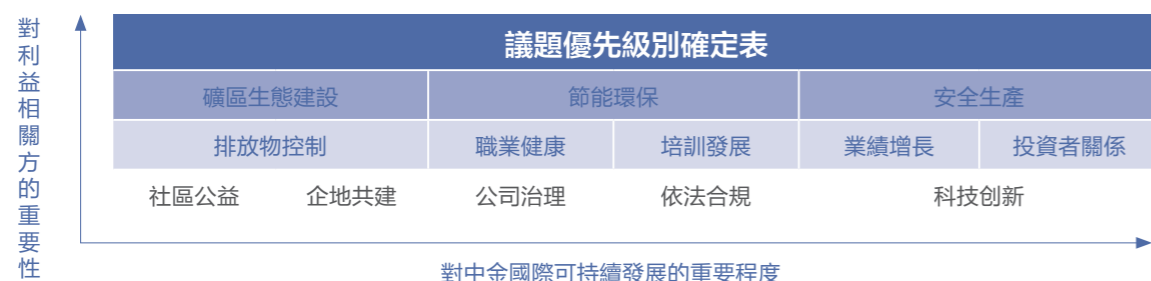 對利益相關方的重要性
議題優先級別確定表
礦區生態建設 節能環保 安全生產
排放物控制 職業健康 培訓發展 業績增長 投資者關係
社區公益 企地共建 公司治理 依法合規 科技创新
對中金國際可持續發展的重要程度